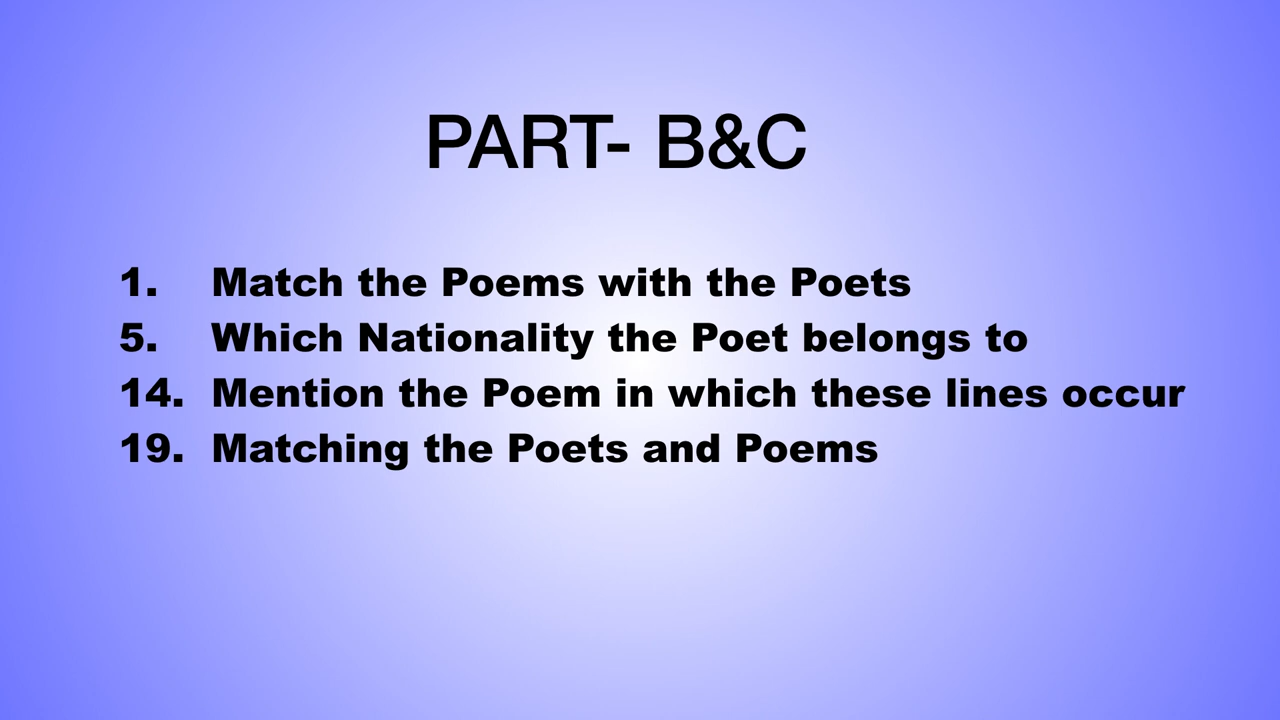 PART- B&C
1. Match the Poems with the Poets
5. Which Nationality the Poet belongs to
14. Mention the Poem in which these lines occur
19. Matching the Poets and Poems